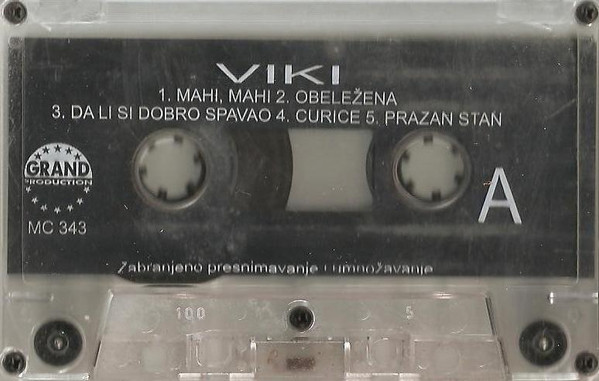 VIKI
1. MAHI, MAHI 2. OBELEŽENA
3. DA LI SI DOBRO SPAVAO 4. CURICE 5. PRAZAN STAN
GRAND
PRODUCTION
MC 343
A
Zabranjeno presnimavanje i umnožavanje
100
5